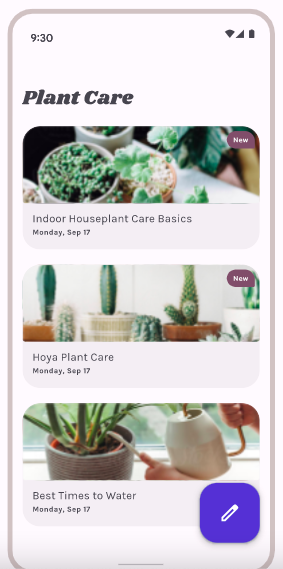 9:30
Plant Care
New
Indoor Houseplant Care Basics
Monday, Sep 17
New
Hoya Plant Care
Monday, Sep 17
Best Times to Water
Monday, Sep 17